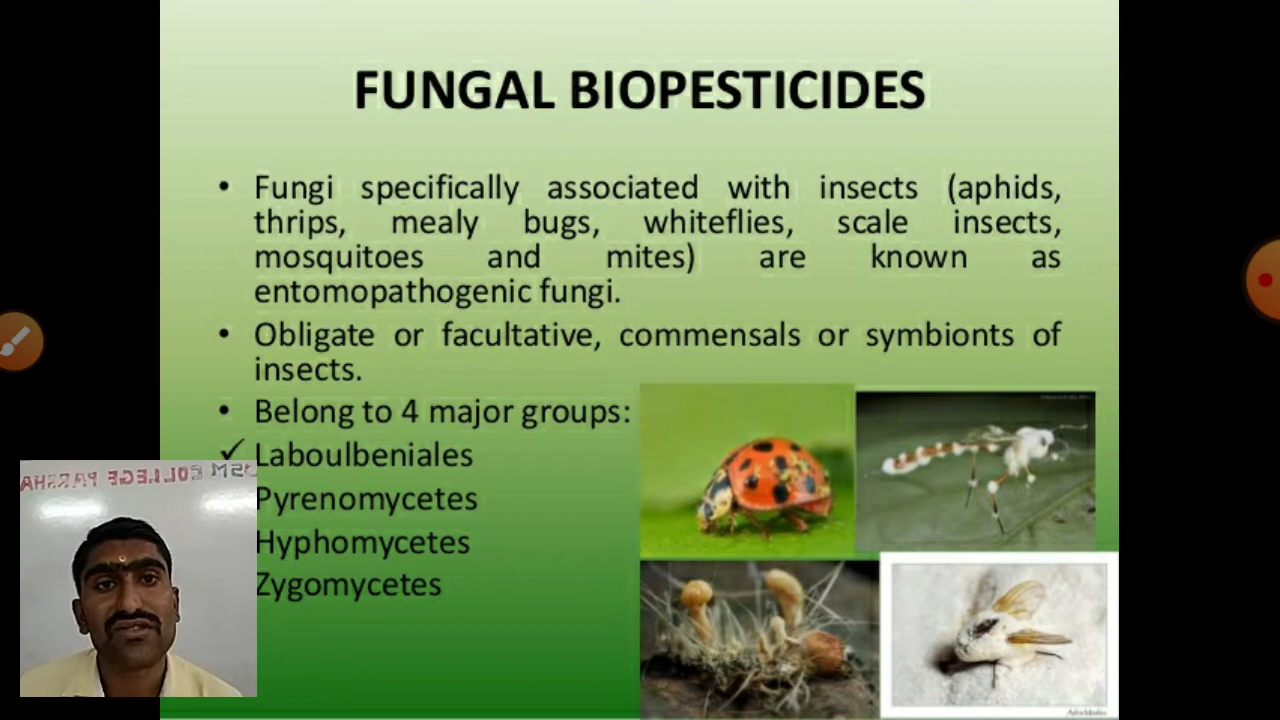 FUNGAL BIOPESTICIDES
• Fungi specifically associated with insects (aphids,
thrips, mealy bugs, whiteflies, scale insects,
mosquitoes and mites) are known as
entomopathogenic fungi.
• Obligate or facultative, commensals or symbionts of
insects.
• Belong to 4 major groups:
✓ Laboulbeniales
Pyrenomycetes
Hyphomycetes
Zygomycetes
DSM COLLEGE